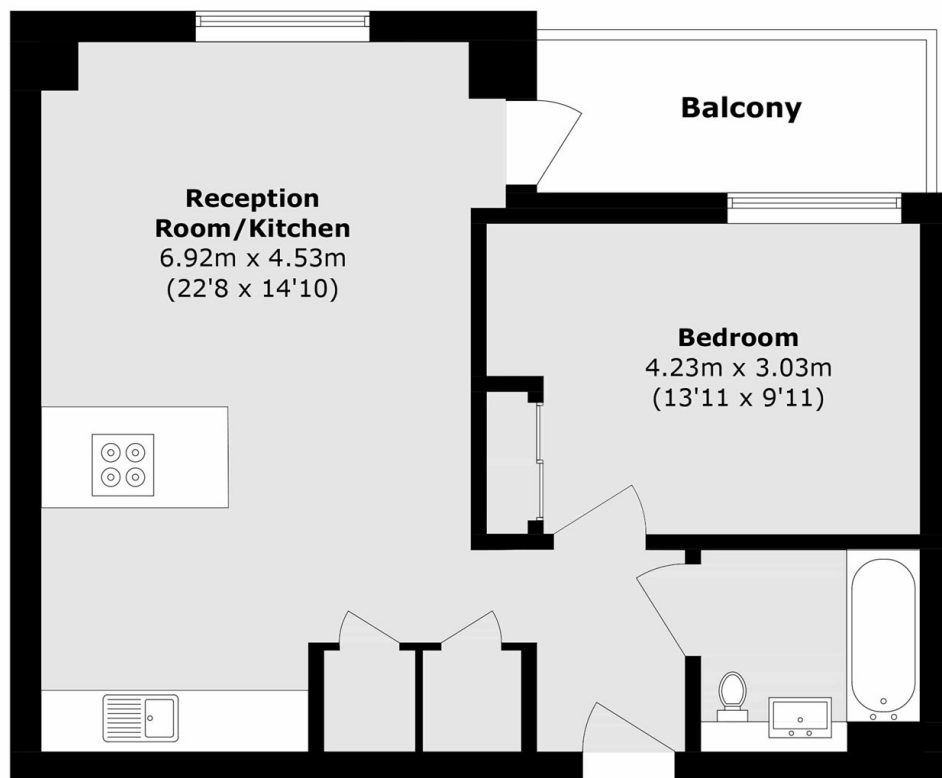 Balcony
Reception
Room/Kitchen
6.92m x 4.53m
(22'8 x 14'10)
Bedroom
4.23m x 3.03m
(13'11 x 9'11)